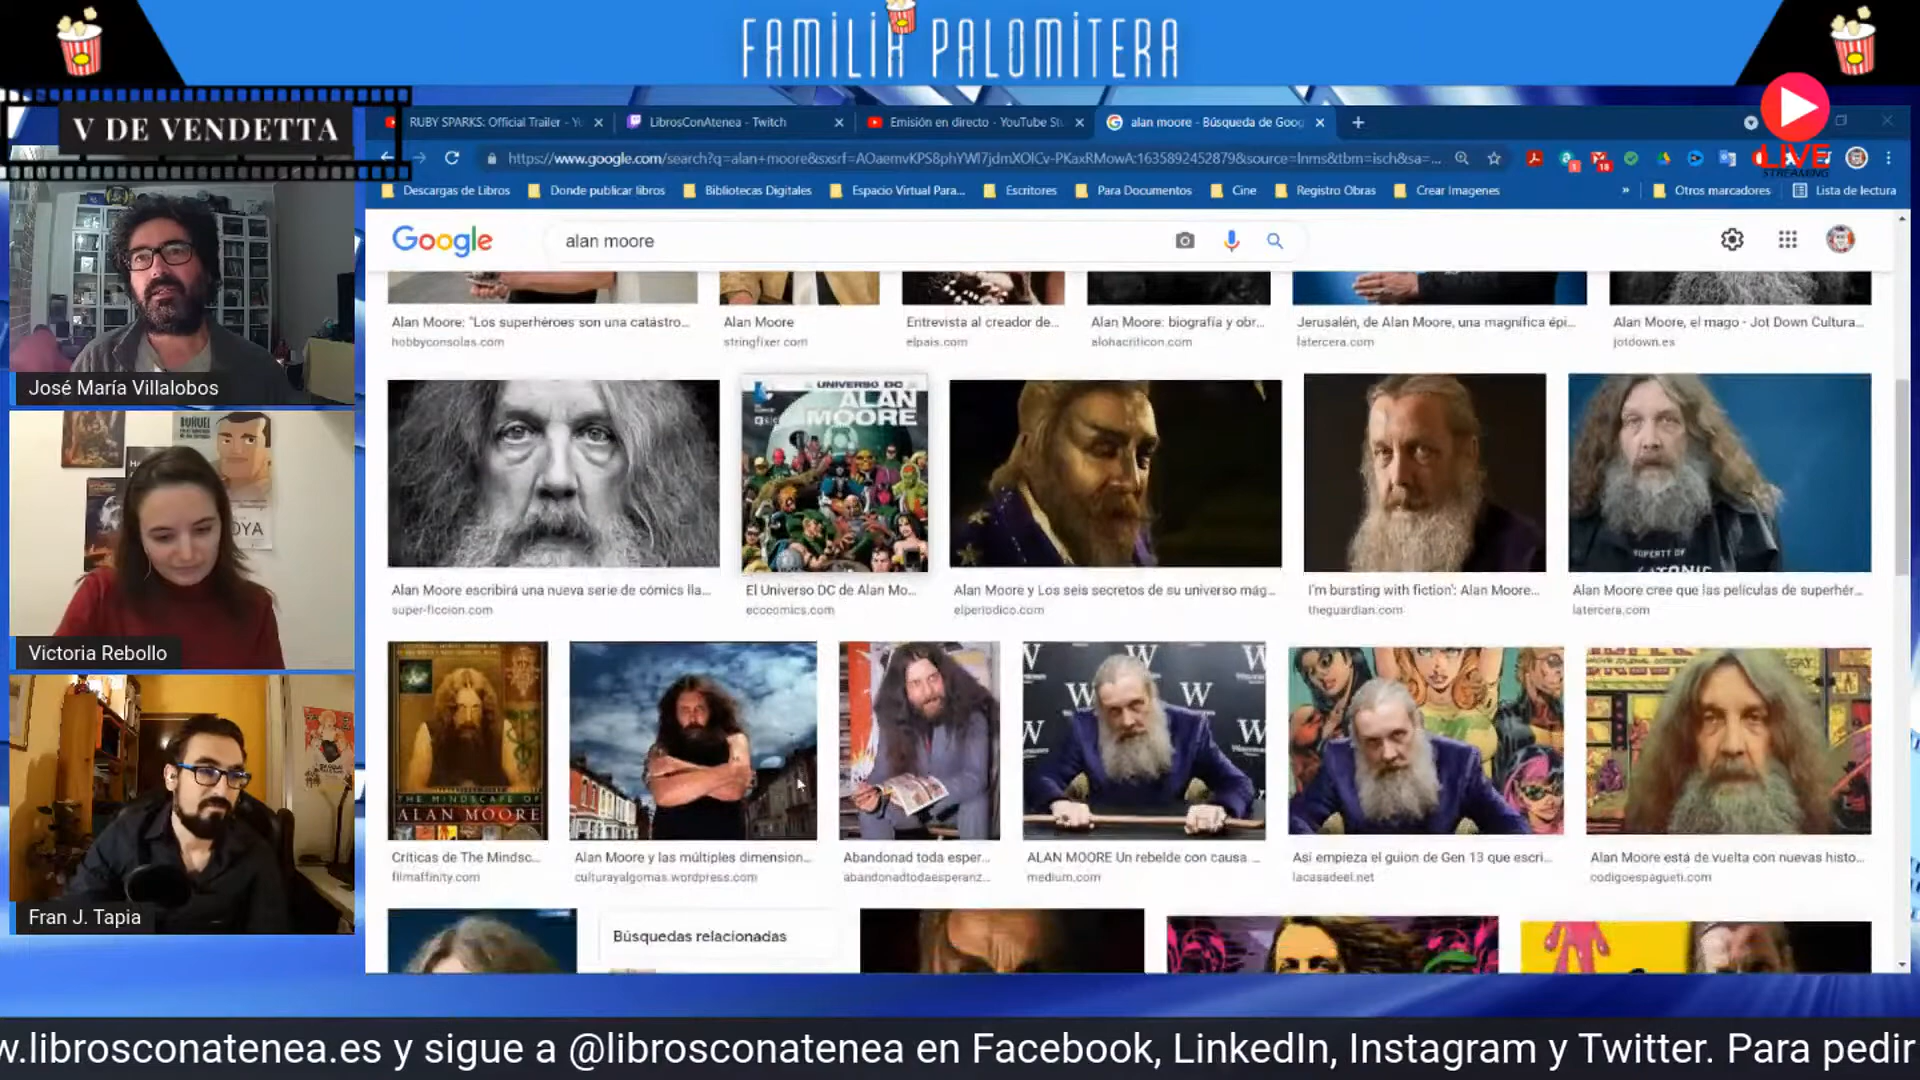 FAMILIA PALOMITERA
V DE VENDETTA
LIVE
STREAMING
RUBY SPARKS: Official Trailer - Y
LibrosConAtenea - Twitch
Emisión en directo - YouTube St
alan moore - Búsqueda de Goog
Descargas de Libros
Donde publicar libros
Bibliotecas Digitales
Espacio Virtual Para...
Escritores
Para Documentos
Cine
Registro Obras
Crear Imagenes
»
Otros marcadores
Lista de lectura
Google
alan moore
Alan Moore: "Los superhéroes son una catástro...
hobbyconsolas.com
Alan Moore
stringfixer.com
Entrevista al creador de...
elpais.com
Alan Moore: biografía y obr...
alohacriticon.com
Jerusalén, de Alan Moore, una magnífica épi...
latercera.com
Alan Moore, el mago - Jot Down Cultura...
jotdown.es
UNIVERSO DC
ALAN
MOORE
PROPERTY OF
Alan Moore escribirá una nueva serie de cómics lla...
super-ficcion.com
El Universo DC de Alan Mo...
ecccomics.com
Alan Moore y Los seis secretos de su universo mág...
elperiodico.com
I'm bursting with fiction': Alan Moore...
theguardian.com
Alan Moore cree que las películas de superhér...
latercera.com
THE MINDSCAPE OF
ALAN MOORE
Críticas de The Mindsc...
filmaffinity.com
Alan Moore y las múltiples dimension...
culturayalgomas.wordpress.com
Abandonad toda esper...
abandonadtodaesperanz...
ALAN MOORE Un rebelde con causa ...
medium.com
Así empieza el guion de Gen 13 que escri...
lacasadeel.net
Alan Moore está de vuelta con nuevas histo...
codigoespagueti.com
Búsquedas relacionadas
José María Villalobos
BUÑUEL
OYA
Victoria Rebollo
Fran J. Tapia
w.librosconatenea.es y sigue a @librosconatenea en Facebook, LinkedIn, Instagram y Twitter. Para pedir